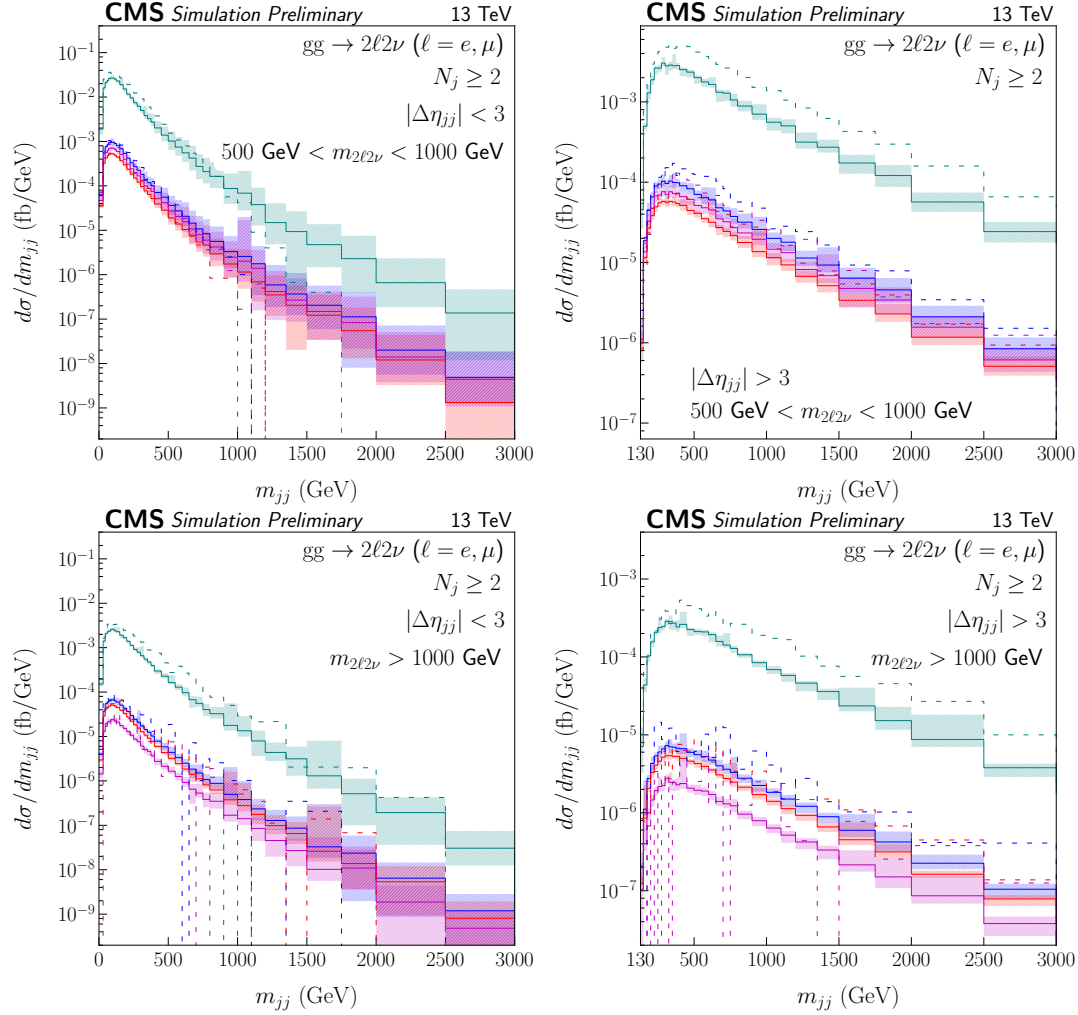 CMS Simulation Preliminary 13 TeV
gg → 2ℓ2ν (ℓ = e, μ)
N_j ≥ 2
|Δη_jj| < 3
500 GeV < m_2ℓ2ν < 1000 GeV
dσ/dm_jj (fb/GeV)
10^−1
10^−2
10^−3
10^−4
10^−5
10^−6
10^−7
10^−8
10^−9
0 500 1000 1500 2000 2500 3000
m_jj (GeV)
CMS Simulation Preliminary 13 TeV
gg → 2ℓ2ν (ℓ = e, μ)
N_j ≥ 2
dσ/dm_jj (fb/GeV)
10^−3
10^−4
10^−5
10^−6
10^−7
|Δη_jj| > 3
500 GeV < m_2ℓ2ν < 1000 GeV
130 500 1000 1500 2000 2500 3000
m_jj (GeV)
CMS Simulation Preliminary 13 TeV
gg → 2ℓ2ν (ℓ = e, μ)
N_j ≥ 2
|Δη_jj| < 3
m_2ℓ2ν > 1000 GeV
dσ/dm_jj (fb/GeV)
10^−1
10^−2
10^−3
10^−4
10^−5
10^−6
10^−7
10^−8
10^−9
0 500 1000 1500 2000 2500 3000
m_jj (GeV)
CMS Simulation Preliminary 13 TeV
gg → 2ℓ2ν (ℓ = e, μ)
N_j ≥ 2
|Δη_jj| > 3
m_2ℓ2ν > 1000 GeV
dσ/dm_jj (fb/GeV)
10^−3
10^−4
10^−5
10^−6
10^−7
130 500 1000 1500 2000 2500 3000
m_jj (GeV)